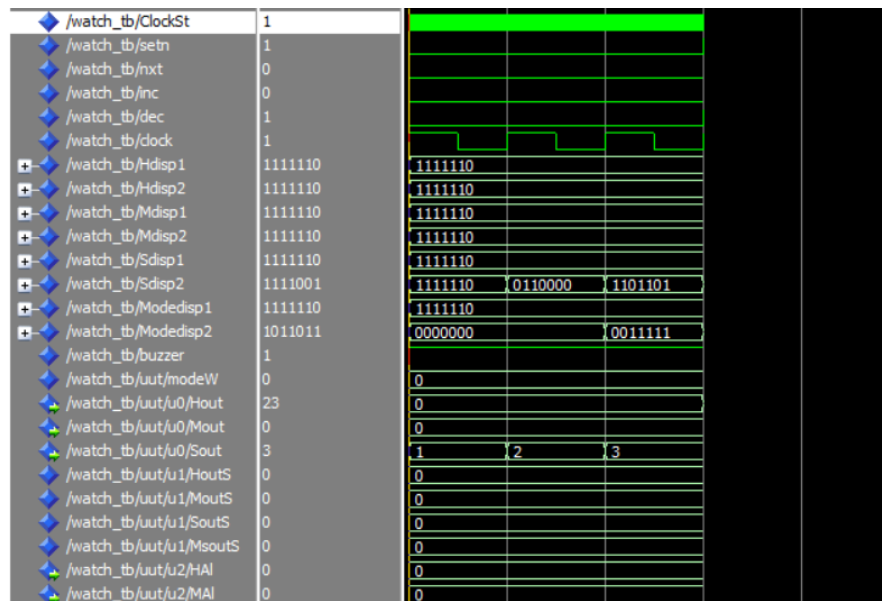 /watch_tb/ClockSt 1
/watch_tb/setn 1
/watch_tb/nxt 0
/watch_tb/inc 0
/watch_tb/dec 1
/watch_tb/clock 1
/watch_tb/Hdisp1 1111110 1111110
/watch_tb/Hdisp2 1111110 1111110
/watch_tb/Mdisp1 1111110 1111110
/watch_tb/Mdisp2 1111110 1111110
/watch_tb/Sdisp1 1111110 1111110
/watch_tb/Sdisp2 1111001 1111110 0110000 1101101
/watch_tb/Modedisp1 1111110 1111110
/watch_tb/Modedisp2 1011011 0000000 0011111
/watch_tb/buzzer 1
/watch_tb/uut/modeW 0 0
/watch_tb/uut/u0/Hout 23 0
/watch_tb/uut/u0/Mout 0 0
/watch_tb/uut/u0/Sout 3 1 2 3
/watch_tb/uut/u1/HoutS 0 0
/watch_tb/uut/u1/MoutS 0 0
/watch_tb/uut/u1/SoutS 0 0
/watch_tb/uut/u1/MsoutS 0 0
/watch_tb/uut/u2/HAl 0 0
/watch_tb/uut/u2/MAl 0 0